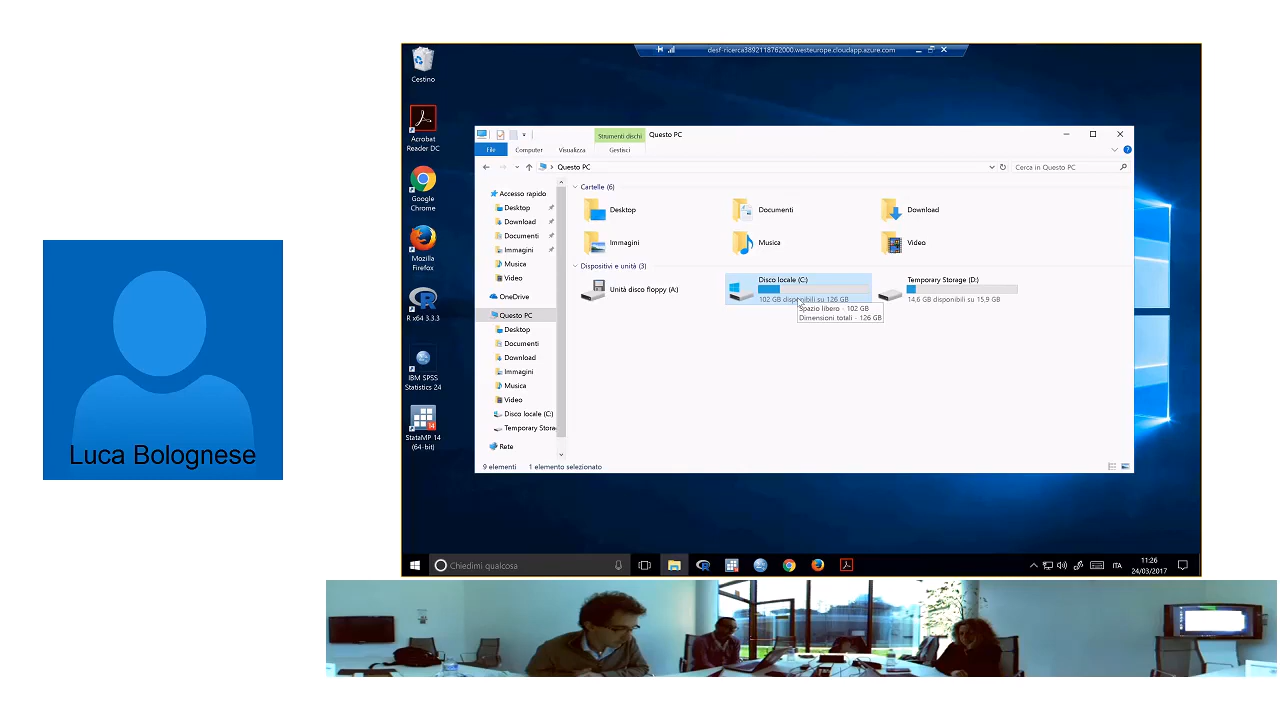 Luca Bolognese
desf-ricerca3892118762000.westeurope.cloudapp.azure.com
Cestino
Acrobat
Reader DC
Google
Chrome
Mozilla
Firefox
R x64 3.3.3
IBM SPSS
Statistics 24
StataMP 14
(64-bit)
Strumenti dischi
Questo PC
File
Computer
Visualizza
Gestisci
Questo PC
Cerca in Questo PC
Accesso rapido
Desktop
Download
Documenti
Immagini
Musica
Video
OneDrive
Questo PC
Desktop
Documenti
Download
Immagini
Musica
Video
Disco locale (C:)
Temporary Stora
Rete
Cartelle (6)
Desktop
Documenti
Download
Immagini
Musica
Video
Dispositivi e unità (3)
Unità disco floppy (A:)
Disco locale (C:)
102 GB disponibili su 126 GB
Spazio libero - 102 GB
Dimensioni totali - 126 GB
Temporary Storage (D:)
14,6 GB disponibili su 15,9 GB
9 elementi
1 elemento selezionato
Chiedimi qualcosa
ITA
11:26
24/03/2017